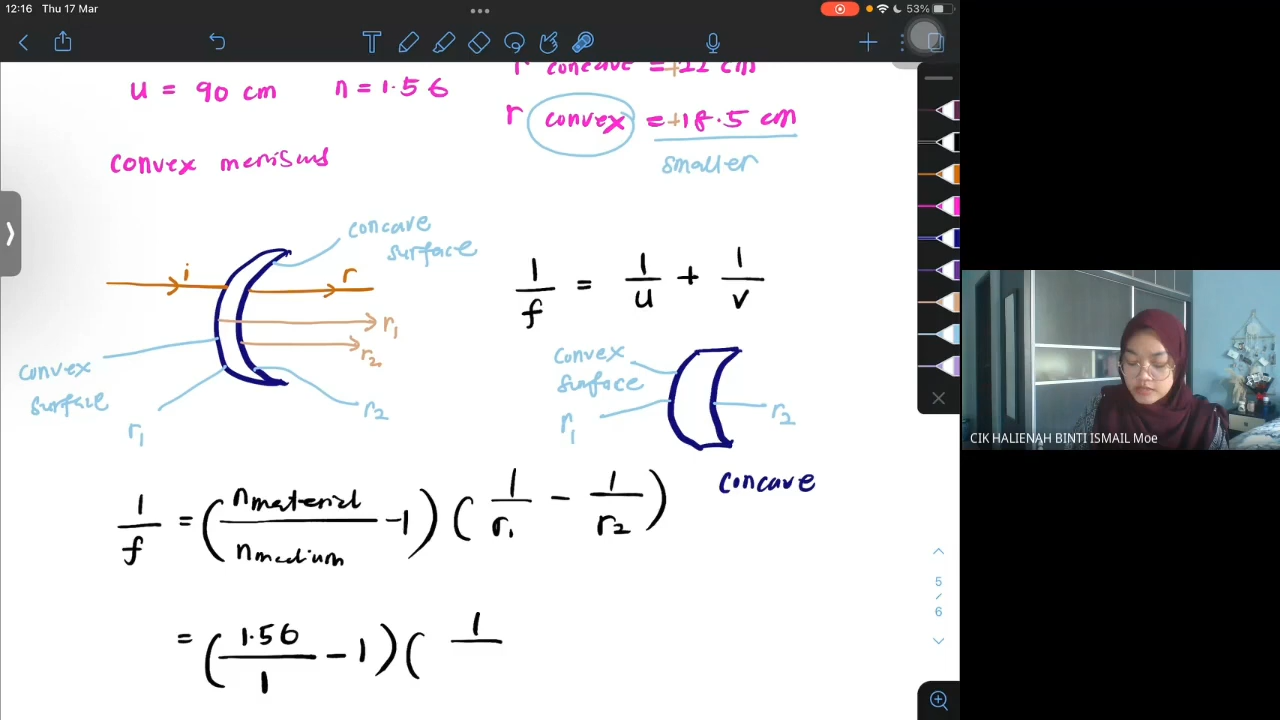 12:16 Thu 17 Mar
53%
r concave = +22 cm
u = 90 cm n = 1.56
r convex = +18.5 cm
smaller
convex meniscus
concave
surface
i
r
r1
r2
convex
surface
r1
r2
1/f = 1/u + 1/v
convex
surface
r1
r2
concave
1/f = (nmaterial/nmedium - 1) (1/r1 - 1/r2)
= (1.56/1 - 1) (1
5
/
6
CIK HALIENAH BINTI ISMAIL Moe